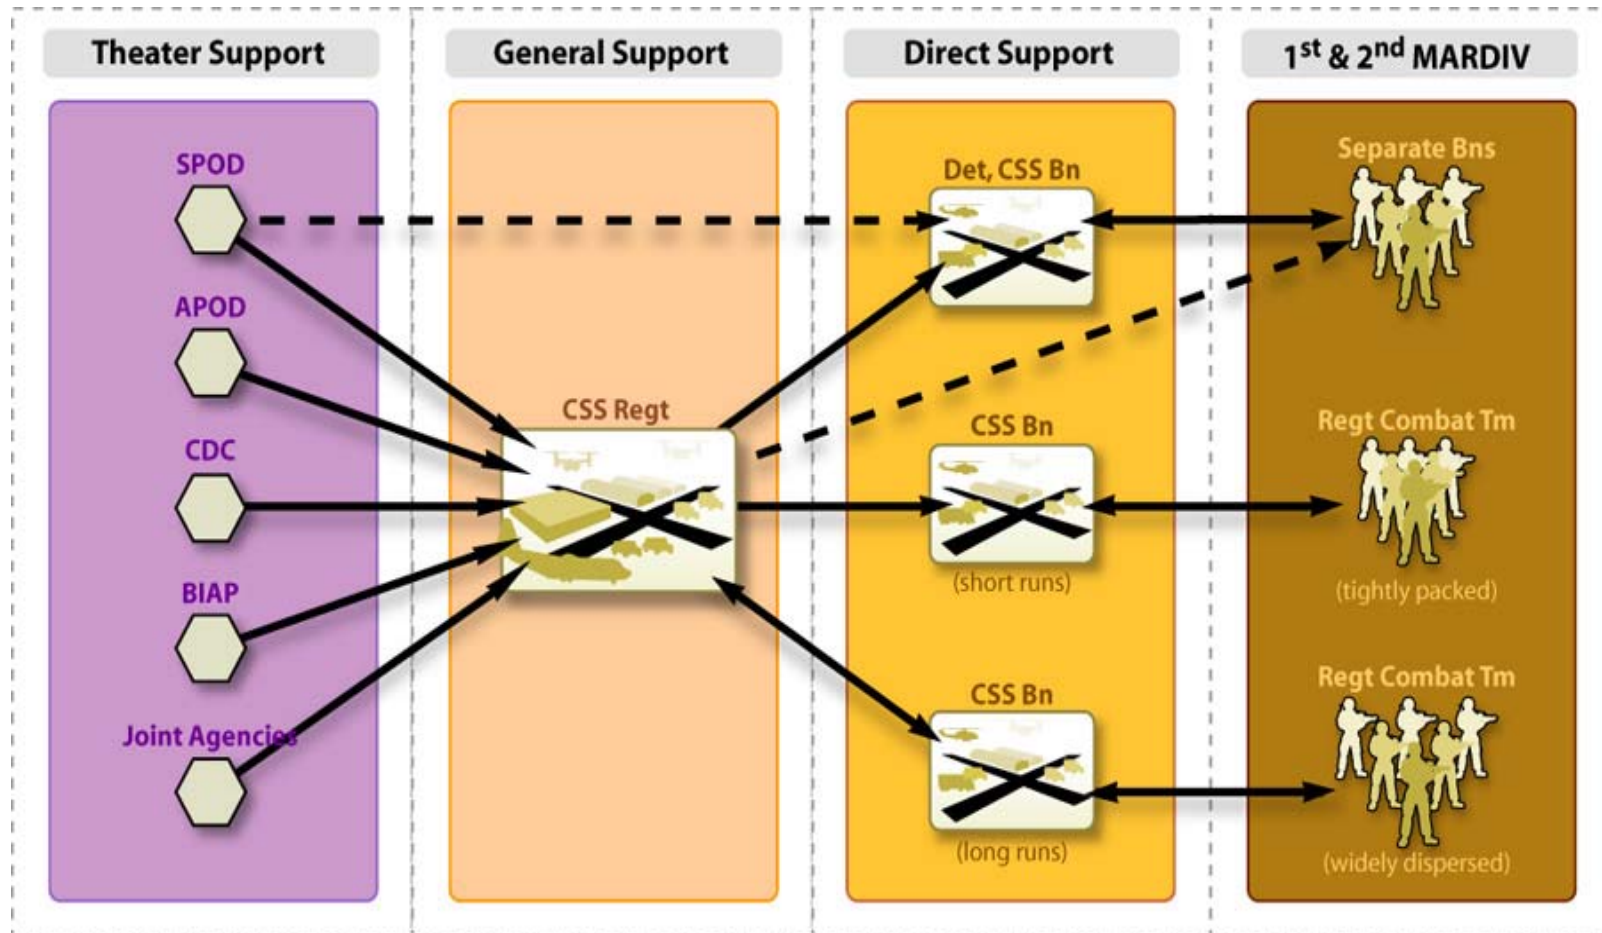 Theater Support
General Support
Direct Support
1st & 2nd MARDIV
SPOD
APOD
CDC
BIAP
Joint Agencies
CSS Regt
Det, CSS Bn
CSS Bn
(short runs)
CSS Bn
(long runs)
Separate Bns
Regt Combat Tm
(tightly packed)
Regt Combat Tm
(widely dispersed)